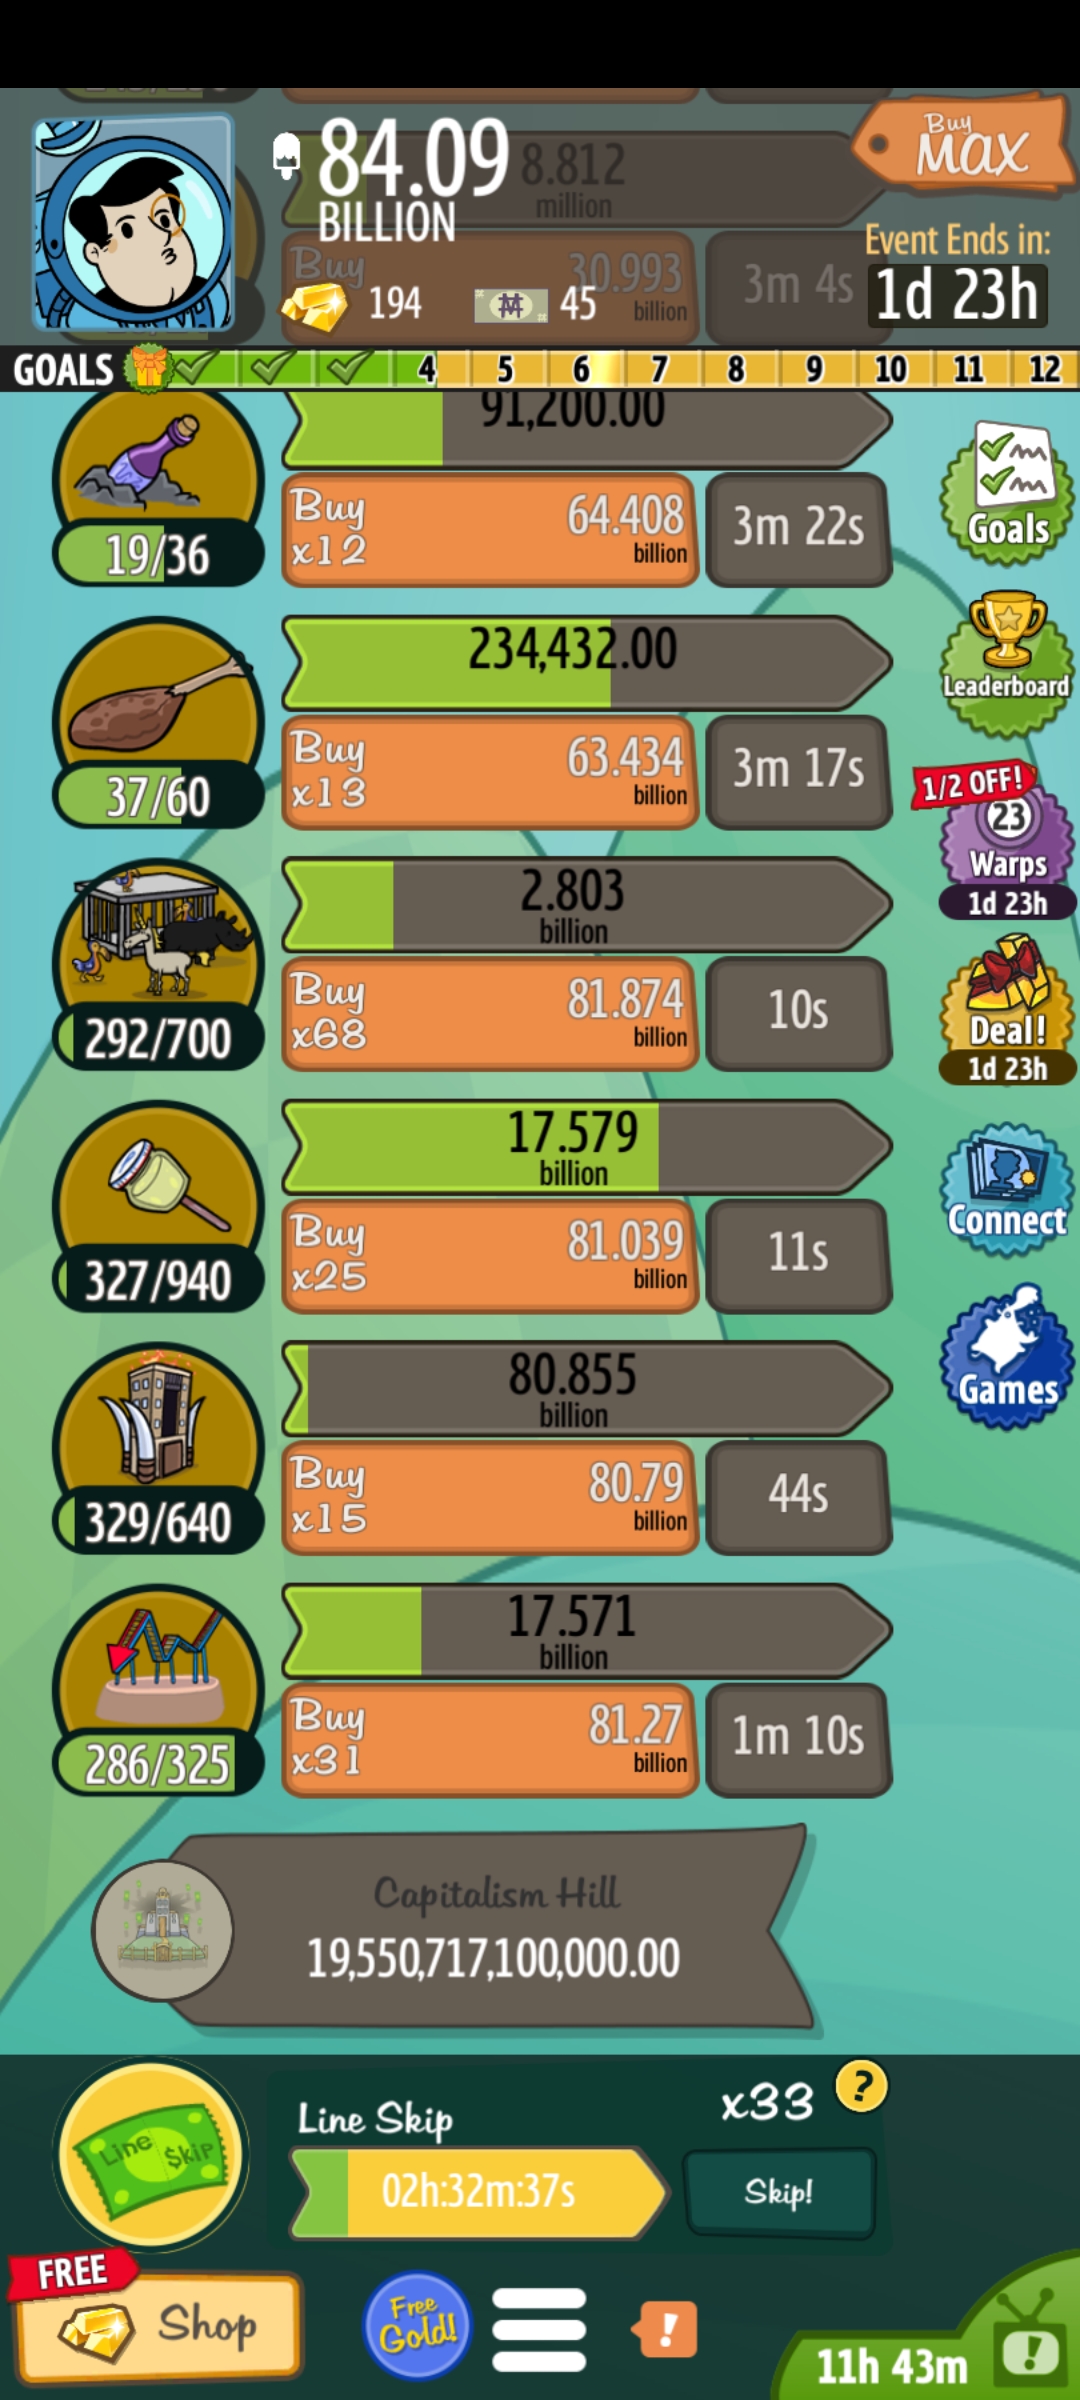 84.09
BILLION
8.812
million
Buy
MAX
Buy
30.993
billion
3m 4s
194
45
Event Ends in:
1d 23h
GOALS
4 5 6 7 8 9 10 11 12
91,200.00
19/36
Buy
x12
64.408
billion
3m 22s
Goals
234,432.00
37/60
Buy
x13
63.434
billion
3m 17s
Leaderboard
1/2 OFF!
23
Warps
1d 23h
2.803
billion
292/700
Buy
x68
81.874
billion
10s
Deal!
1d 23h
17.579
billion
327/940
Buy
x25
81.039
billion
11s
Connect
80.855
billion
329/640
Buy
x15
80.79
billion
44s
Games
17.571
billion
286/325
Buy
x31
81.27
billion
1m 10s
Capitalism Hill
19,550,717,100,000.00
Line Skip
Line $kip
x33
?
02h:32m:37s
Skip!
FREE
Shop
Free
Gold!
!
11h 43m
!